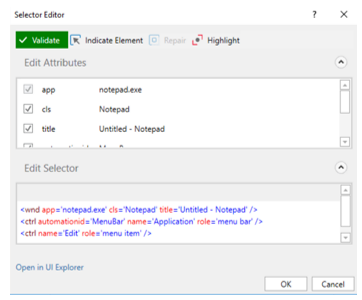 Selector Editor ? X
Validate Indicate Element Repair Highlight
Edit Attributes
app notepad.exe
cls Notepad
title Untitled - Notepad
Edit Selector
<wnd app='notepad.exe' cls='Notepad' title='Untitled - Notepad' />
<ctrl automationid='MenuBar' name='Application' role='menu bar' />
<ctrl name='Edit' role='menu item' />
Open in UI Explorer
OK Cancel